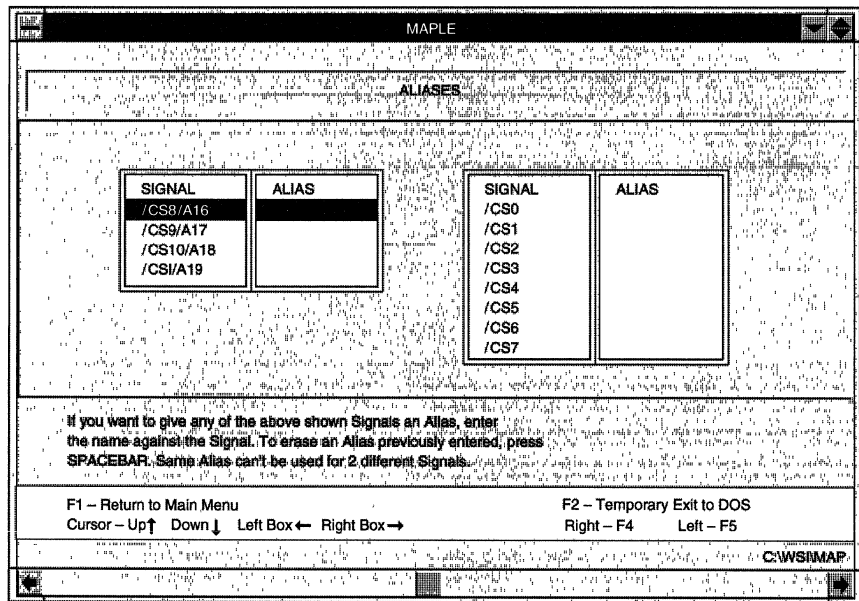 MAPLE
ALIASES
SIGNAL ALIAS
/CS8/A16
/CS9/A17
/CS10/A18
/CSI/A19
SIGNAL ALIAS
/CS0
/CS1
/CS2
/CS3
/CS4
/CS5
/CS6
/CS7
If you want to give any of the above shown Signals an Alias, enter
the name against the Signal. To erase an Alias previously entered, press
SPACEBAR. Same Alias can't be used for 2 different Signals.
F1 – Return to Main Menu F2 – Temporary Exit to DOS
Cursor – Up↑ Down↓ Left Box← Right Box→ Right – F4 Left – F5
C:\WSI\MAP